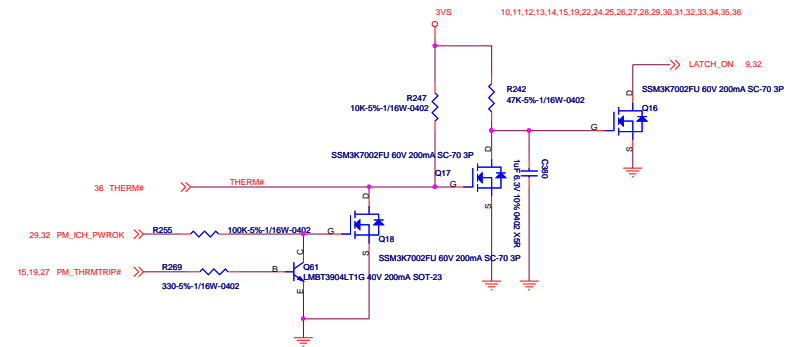 3VS
10,11,12,13,14,15,19,22,24,25,26,27,28,29,30,31,32,33,34,35,36
LATCH_ON 9,32
R247
10K-5%-1/16W-0402
R242
47K-5%-1/16W-0402
SSM3K7002FU 60V 200mA SC-70 3P
D
Q16
G
S
SSM3K7002FU 60V 200mA SC-70 3P
D
Q17
G
S
C380
1uF 6.3V 10% 0402 X5R
36 THERM#
THERM#
D
29,32 PM_ICH_PWROK
R255
100K-5%-1/16W-0402
G
Q18
S
SSM3K7002FU 60V 200mA SC-70 3P
C
15,19,27 PM_THRMTRIP#
R269
330-5%-1/16W-0402
B
Q61
LMBT3904LT1G 40V 200mA SOT-23
E